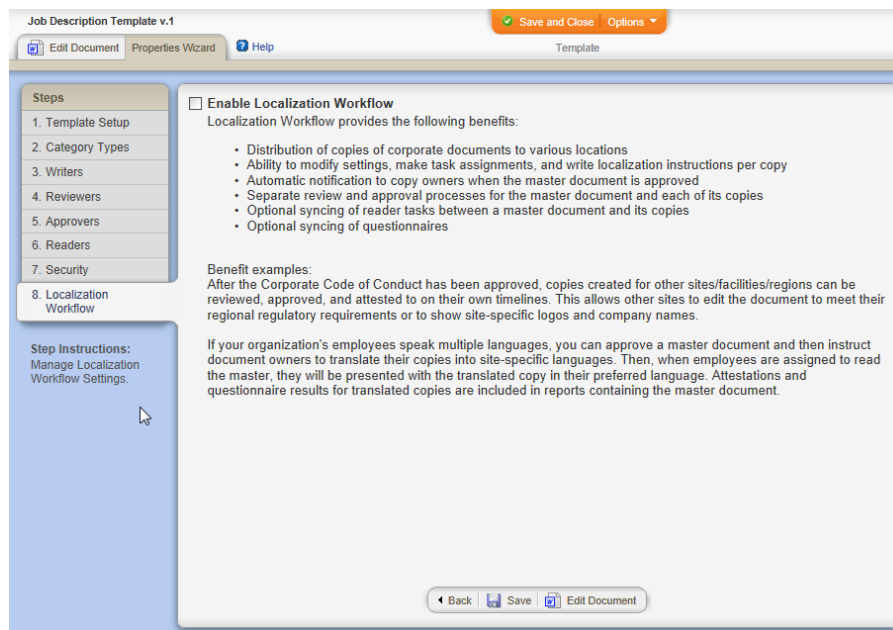 Job Description Template v.1
Save and Close Options
Edit Document Properties Wizard Help
Template
Steps
1. Template Setup
2. Category Types
3. Writers
4. Reviewers
5. Approvers
6. Readers
7. Security
8. Localization
Workflow
Step Instructions:
Manage Localization
Workflow Settings.
Enable Localization Workflow
Localization Workflow provides the following benefits:
• Distribution of copies of corporate documents to various locations
• Ability to modify settings, make task assignments, and write localization instructions per copy
• Automatic notification to copy owners when the master document is approved
• Separate review and approval processes for the master document and each of its copies
• Optional syncing of reader tasks between a master document and its copies
• Optional syncing of questionnaires
Benefit examples:
After the Corporate Code of Conduct has been approved, copies created for other sites/facilities/regions can be
reviewed, approved, and attested to on their own timelines. This allows other sites to edit the document to meet their
regional regulatory requirements or to show site-specific logos and company names.
If your organization's employees speak multiple languages, you can approve a master document and then instruct
document owners to translate their copies into site-specific languages. Then, when employees are assigned to read
the master, they will be presented with the translated copy in their preferred language. Attestations and
questionnaire results for translated copies are included in reports containing the master document.
Back Save Edit Document